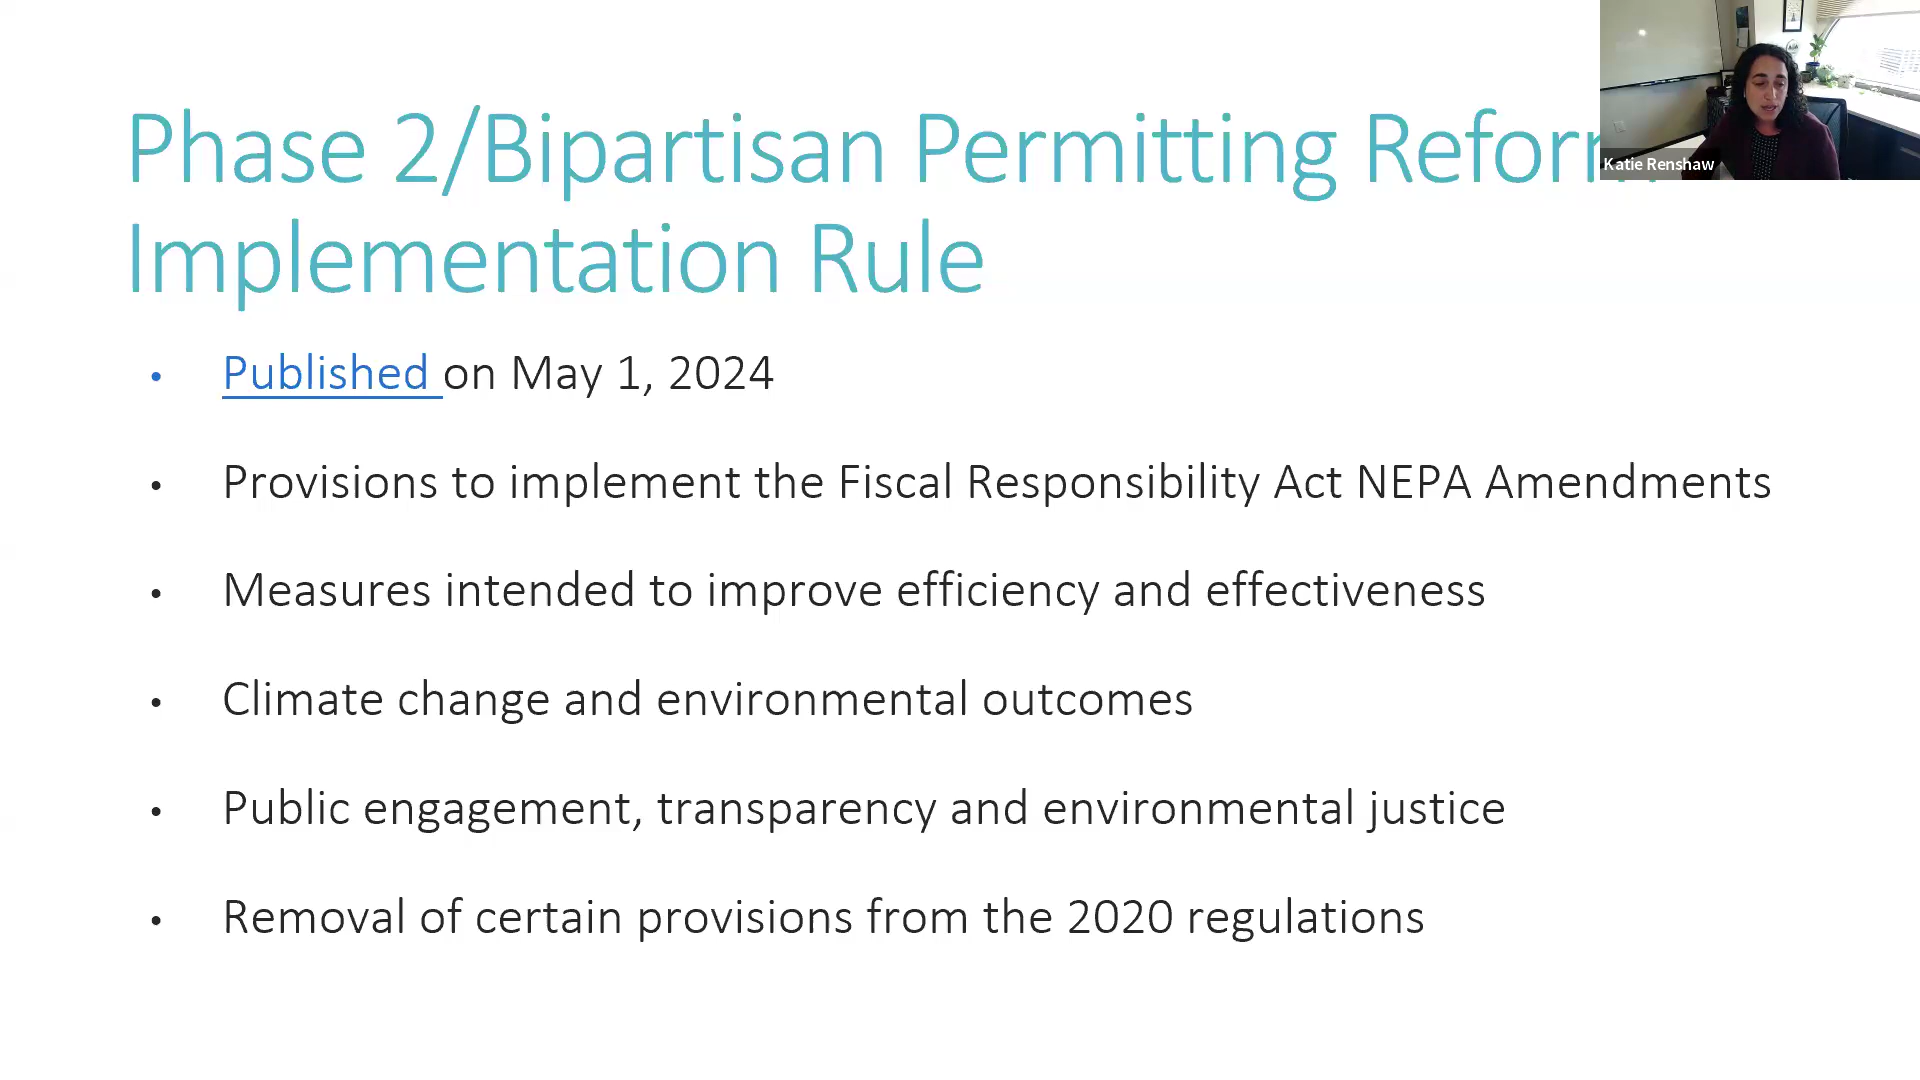 Phase 2/Bipartisan Permitting Reform
Implementation Rule
Katie Renshaw
• Published on May 1, 2024
• Provisions to implement the Fiscal Responsibility Act NEPA Amendments
• Measures intended to improve efficiency and effectiveness
• Climate change and environmental outcomes
• Public engagement, transparency and environmental justice
• Removal of certain provisions from the 2020 regulations